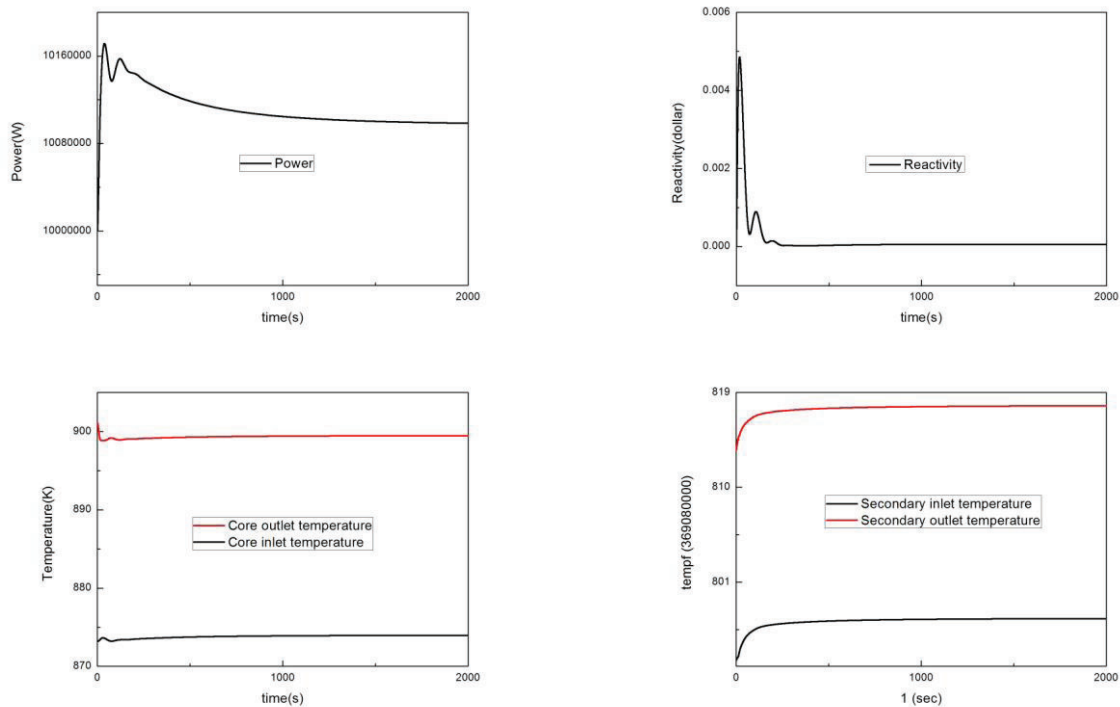 10160000
10080000
10000000
Power(W)
Power
0
1000
2000
time(s)
0.006
0.004
0.002
0.000
Reactivity(dollar)
Reactivity
0
1000
2000
time(s)
900
890
880
870
Temperature(K)
Core outlet temperature
Core inlet temperature
0
1000
2000
time(s)
819
810
801
tempf (369080000)
Secondary inlet temperature
Secondary outlet temperature
0
500
1000
1500
2000
1 (sec)